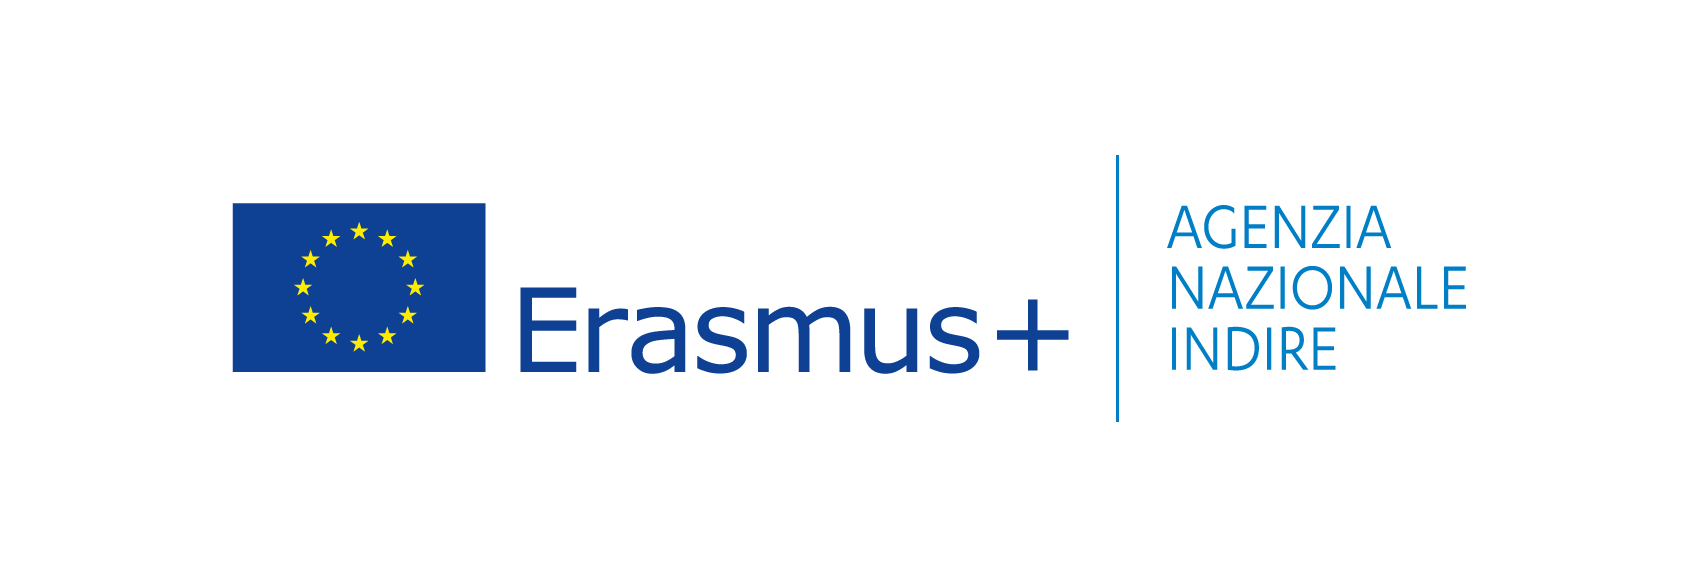 Erasmus+
AGENZIA
NAZIONALE
INDIRE